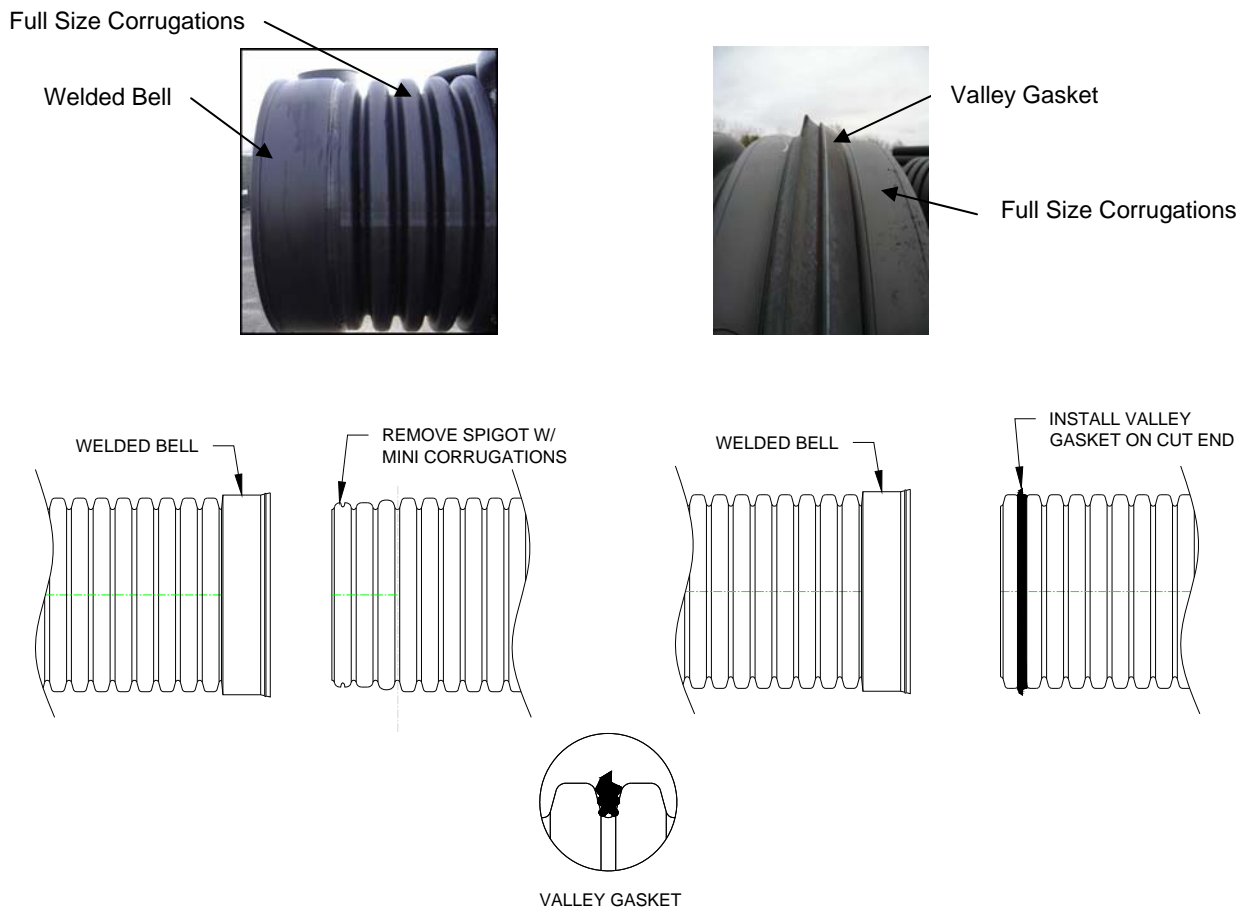 Full Size Corrugations
Welded Bell
Valley Gasket
Full Size Corrugations
WELDED BELL
REMOVE SPIGOT W/
MINI CORRUGATIONS
WELDED BELL
INSTALL VALLEY
GASKET ON CUT END
VALLEY GASKET